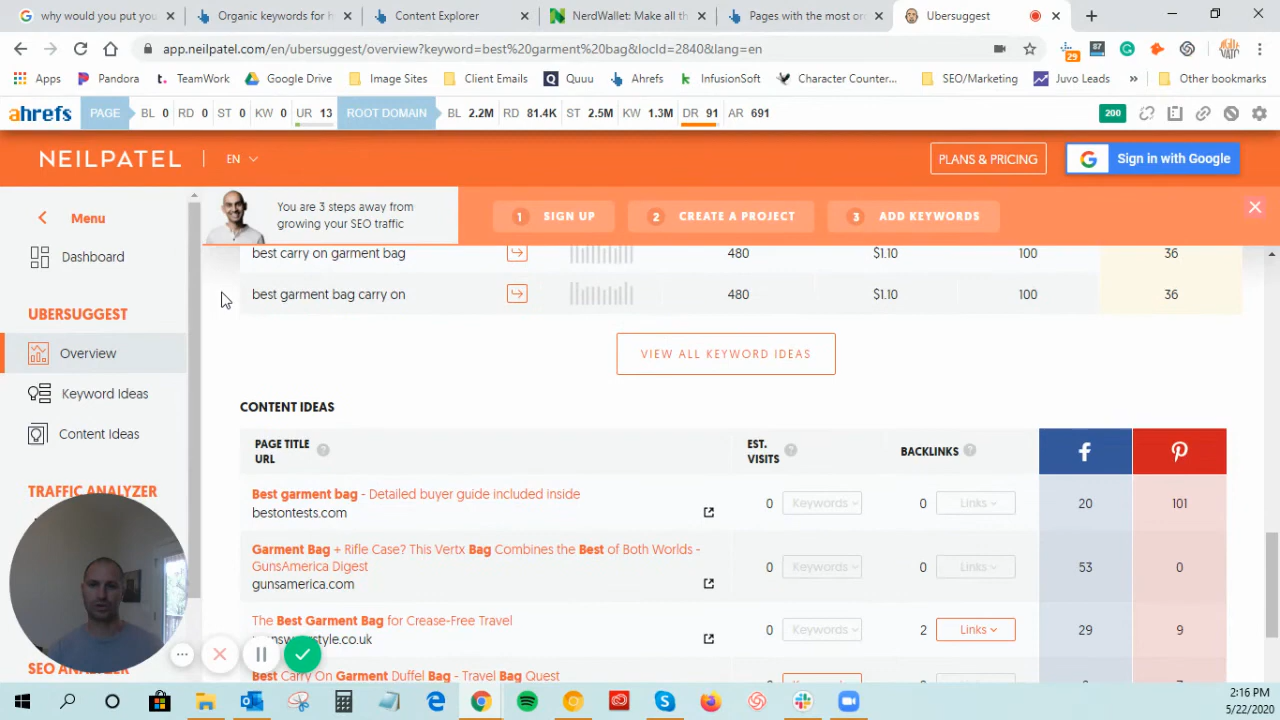 why would you put you
Organic keywords for H
Content Explorer
NerdWallet: Make all th
Pages with the most or
Ubersuggest
app.neilpatel.com/en/ubersuggest/overview?keyword=best%20garment%20bag&locId=2840&lang=en
29
87
Apps
Pandora
TeamWork
Google Drive
Image Sites
Client Emails
Quuu
Ahrefs
InfusionSoft
Character Counter...
SEO/Marketing
Juvo Leads
»
Other bookmarks
ahrefs
PAGE
BL 0
RD 0
ST 0
KW 0
UR 13
ROOT DOMAIN
BL 2.2M
RD 81.4K
ST 2.5M
KW 1.3M
DR 91
AR 691
200
NEILPATEL
EN
PLANS & PRICING
Sign in with Google
Menu
You are 3 steps away from
growing your SEO traffic
1 SIGN UP
2 CREATE A PROJECT
3 ADD KEYWORDS
Dashboard
UBERSUGGEST
Overview
Keyword Ideas
Content Ideas
TRAFFIC ANALYZER
SEO ANALYZER
best carry on garment bag 480 $1.10 100 36
best garment bag carry on 480 $1.10 100 36
VIEW ALL KEYWORD IDEAS
CONTENT IDEAS
PAGE TITLE
URL
EST.
VISITS
BACKLINKS
Best garment bag - Detailed buyer guide included inside
bestontests.com
0 Keywords 0 Links 20 101
Garment Bag + Rifle Case? This Vertx Bag Combines the Best of Both Worlds -
GunsAmerica Digest
gunsamerica.com
0 Keywords 0 Links 53 0
The Best Garment Bag for Crease-Free Travel
style.co.uk
0 Keywords 2 Links 29 9
Best Carry On Garment Duffel Bag - Travel Bag Quest
2:16 PM
5/22/2020